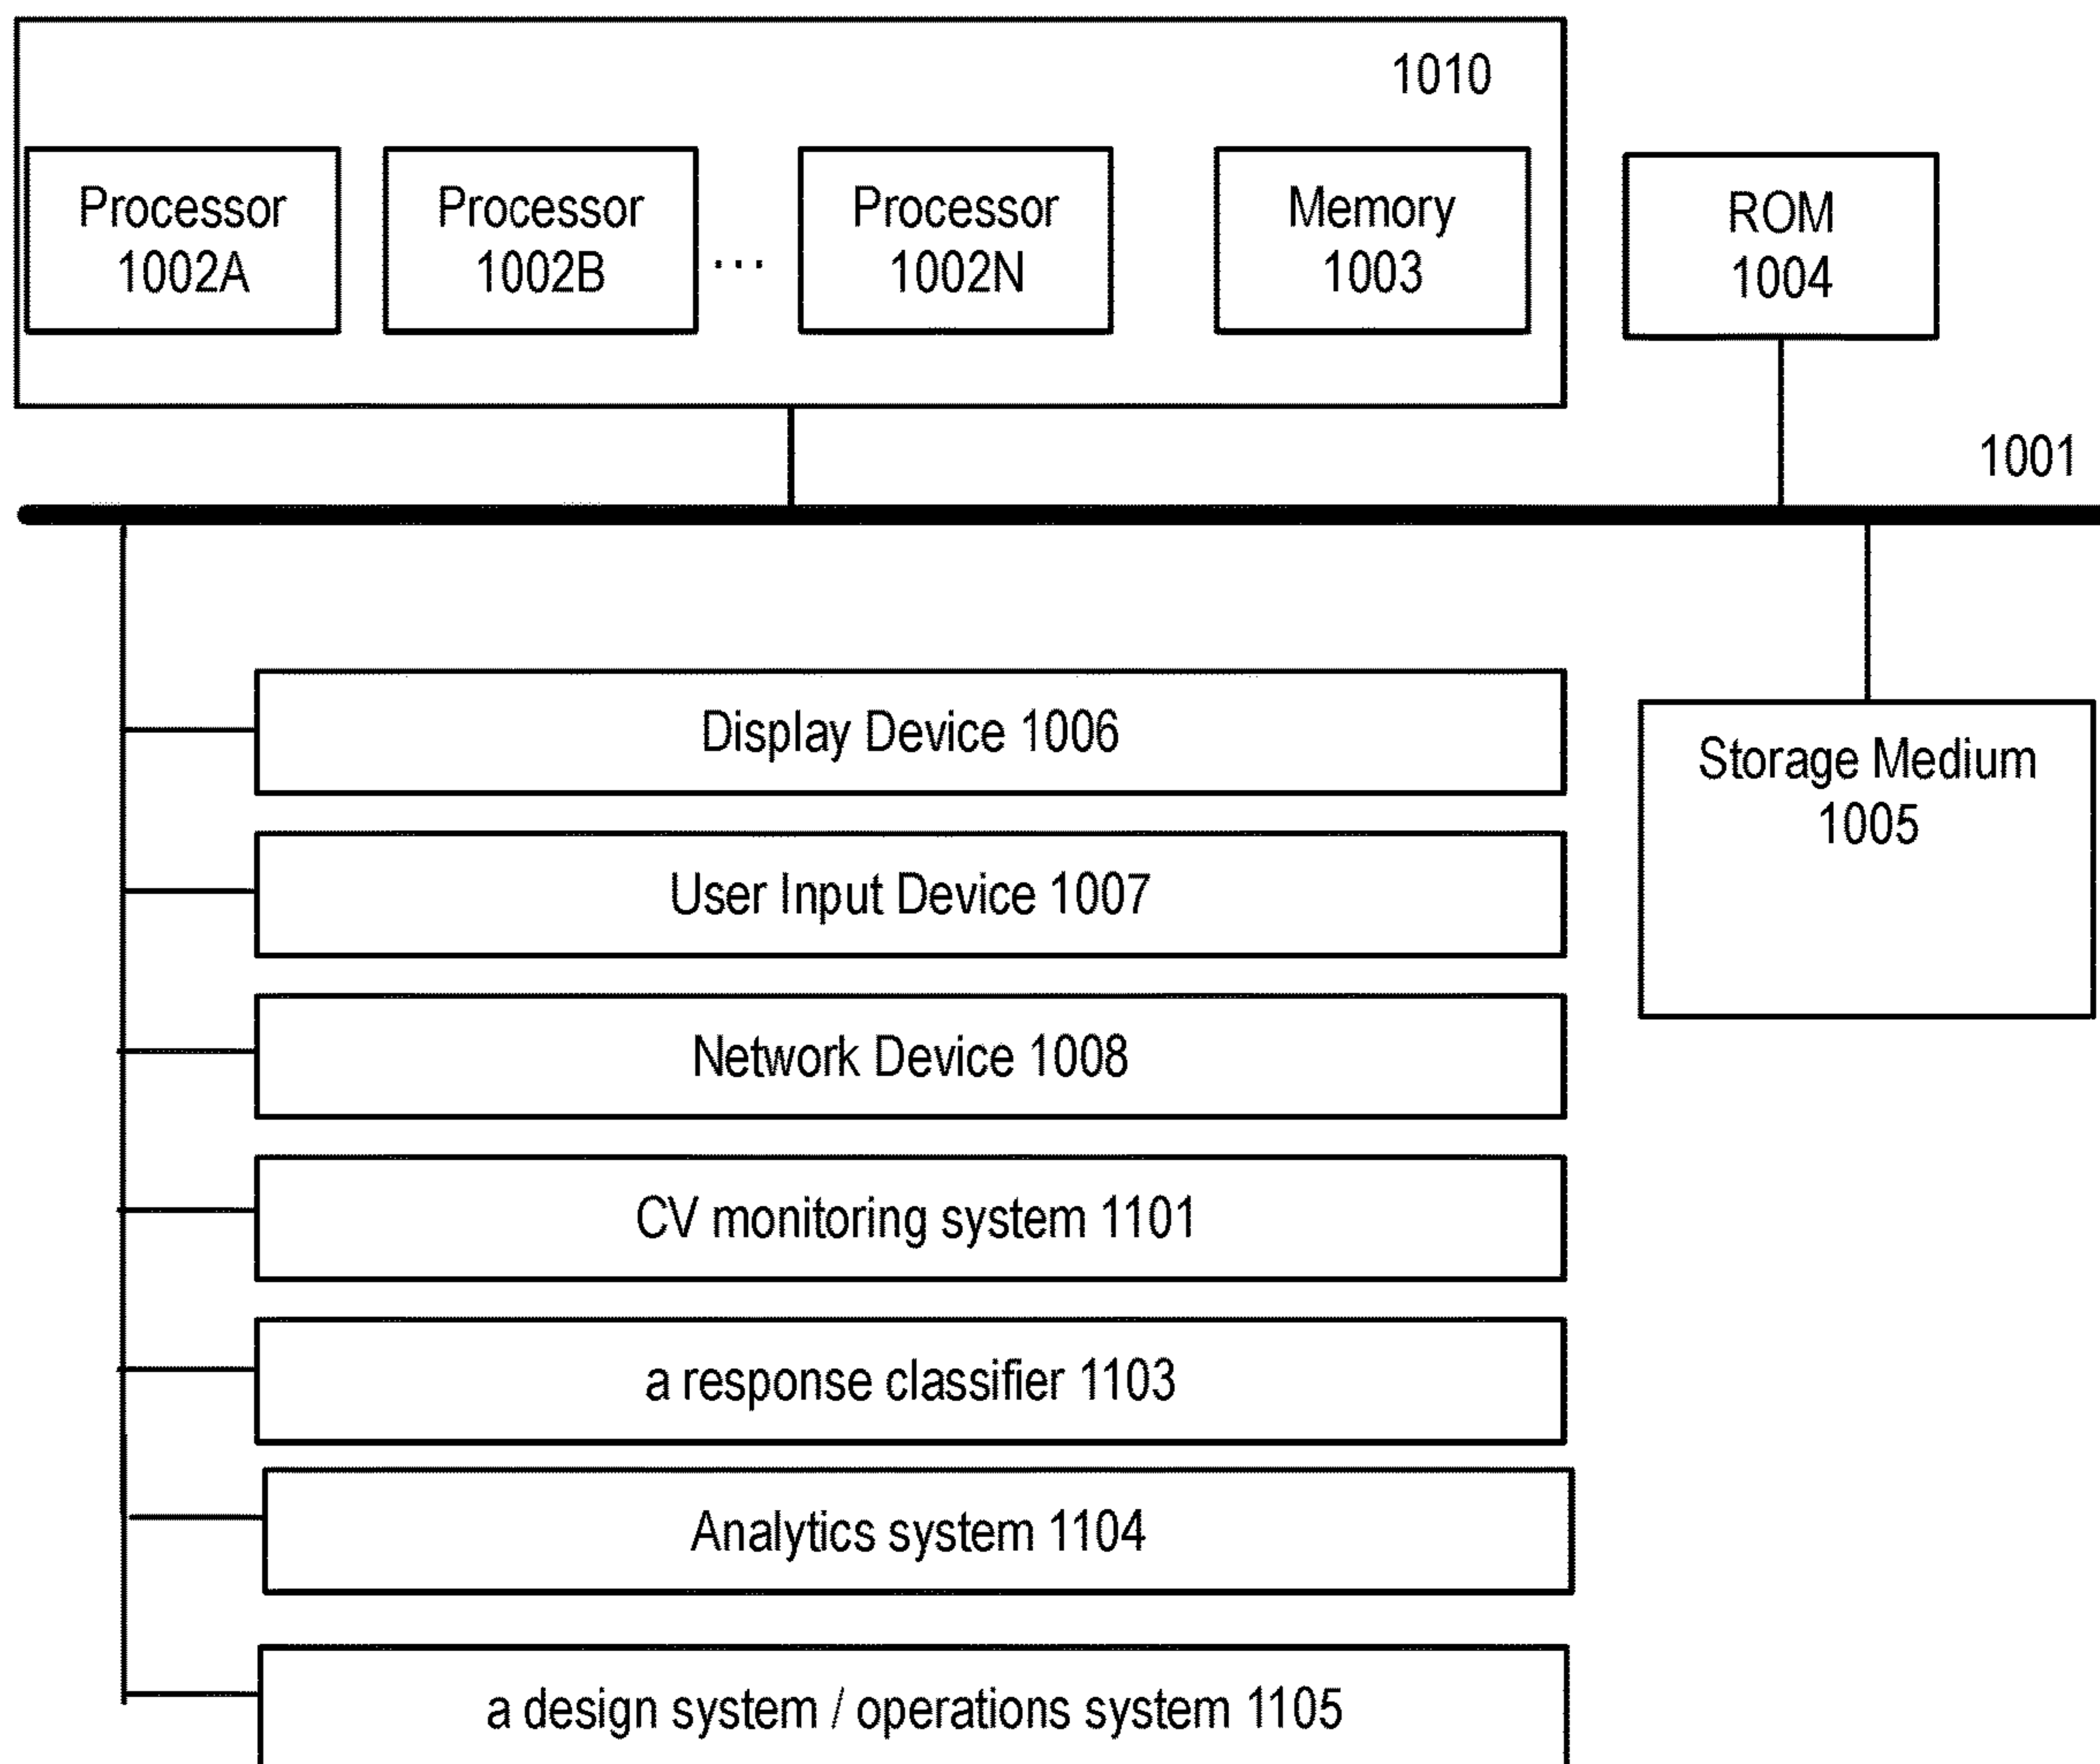 1010
Processor
1002A
Processor
1002B
...
Processor
1002N
Memory
1003
ROM
1004
1001
Display Device 1006
Storage Medium
1005
User Input Device 1007
Network Device 1008
CV monitoring system 1101
a response classifier 1103
Analytics system 1104
a design system / operations system 1105